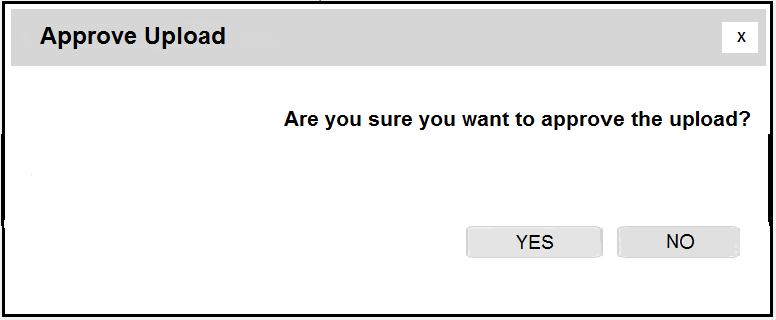 Approve Upload
x
Are you sure you want to approve the upload?
YES
NO